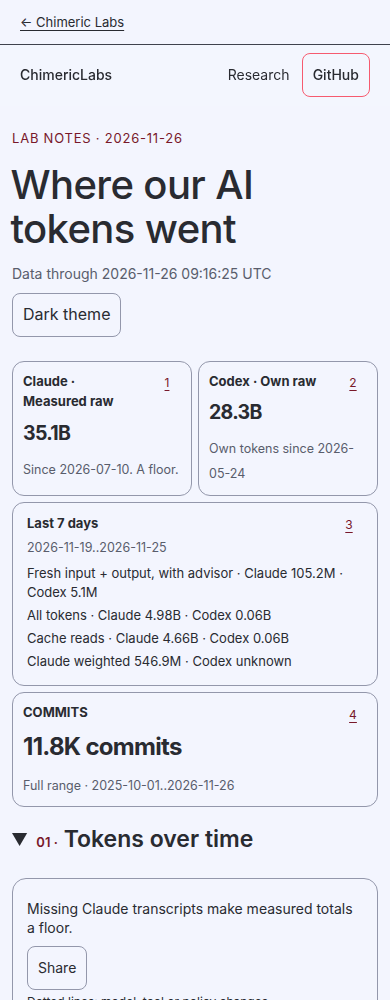 ← Chimeric Labs
ChimericLabs
Research
GitHub
LAB NOTES · 2026-11-26
Where our AI
tokens went
Data through 2026-11-26 09:16:25 UTC
Dark theme
Claude ·
Measured raw
1
35.1B
Since 2026-07-10. A floor.
Codex · Own raw
2
28.3B
Own tokens since 2026-
05-24
Last 7 days
3
2026-11-19..2026-11-25
Fresh input + output, with advisor · Claude 105.2M ·
Codex 5.1M
All tokens · Claude 4.98B · Codex 0.06B
Cache reads · Claude 4.66B · Codex 0.06B
Claude weighted 546.9M · Codex unknown
COMMITS
4
11.8K commits
Full range · 2025-10-01..2026-11-26
▼ 01 · Tokens over time
Missing Claude transcripts make measured totals
a floor.
Share